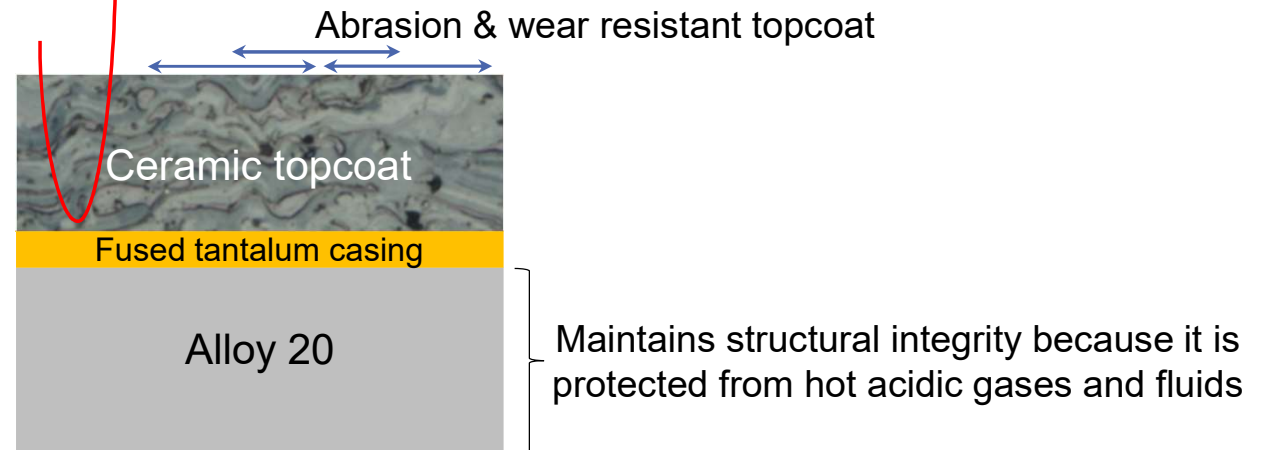 Abrasion & wear resistant topcoat
Ceramic topcoat
Fused tantalum casing
Alloy 20
Maintains structural integrity because it is
protected from hot acidic gases and fluids